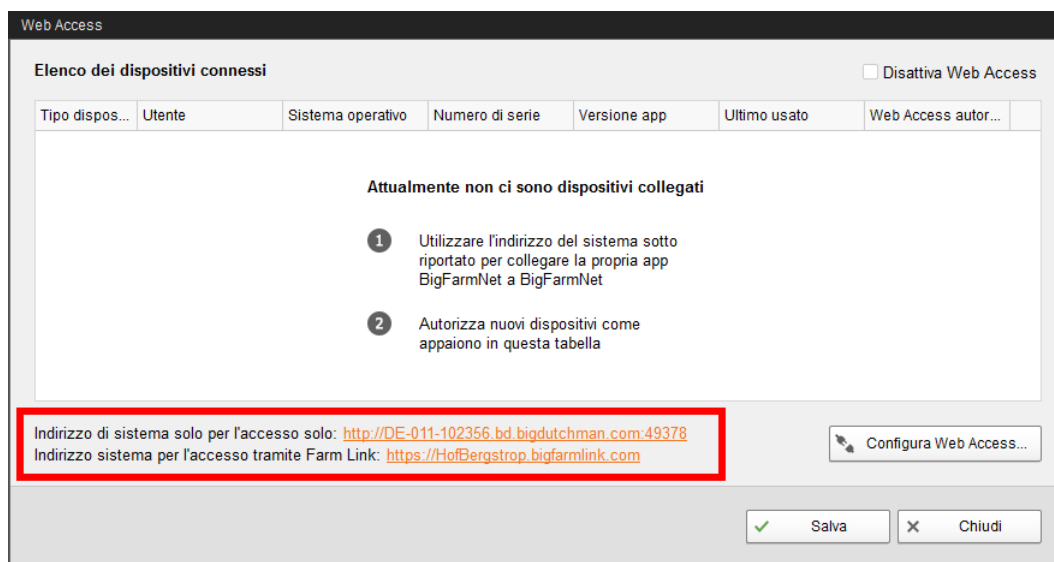 Web Access
Elenco dei dispositivi connessi
Disattiva Web Access
Tipo dispos... Utente Sistema operativo Numero di serie Versione app Ultimo usato Web Access autor...
Attualmente non ci sono dispositivi collegati
1 Utilizzare l'indirizzo del sistema sotto
riportato per collegare la propria app
BigFarmNet a BigFarmNet
2 Autorizza nuovi dispositivi come
appaiono in questa tabella
Indirizzo di sistema solo per l'accesso solo: http://DE-011-102356.bd.bigdutchman.com:49378
Indirizzo sistema per l'accesso tramite Farm Link: https://HofBergstrop.bigfarmlink.com
Configura Web Access...
Salva Chiudi